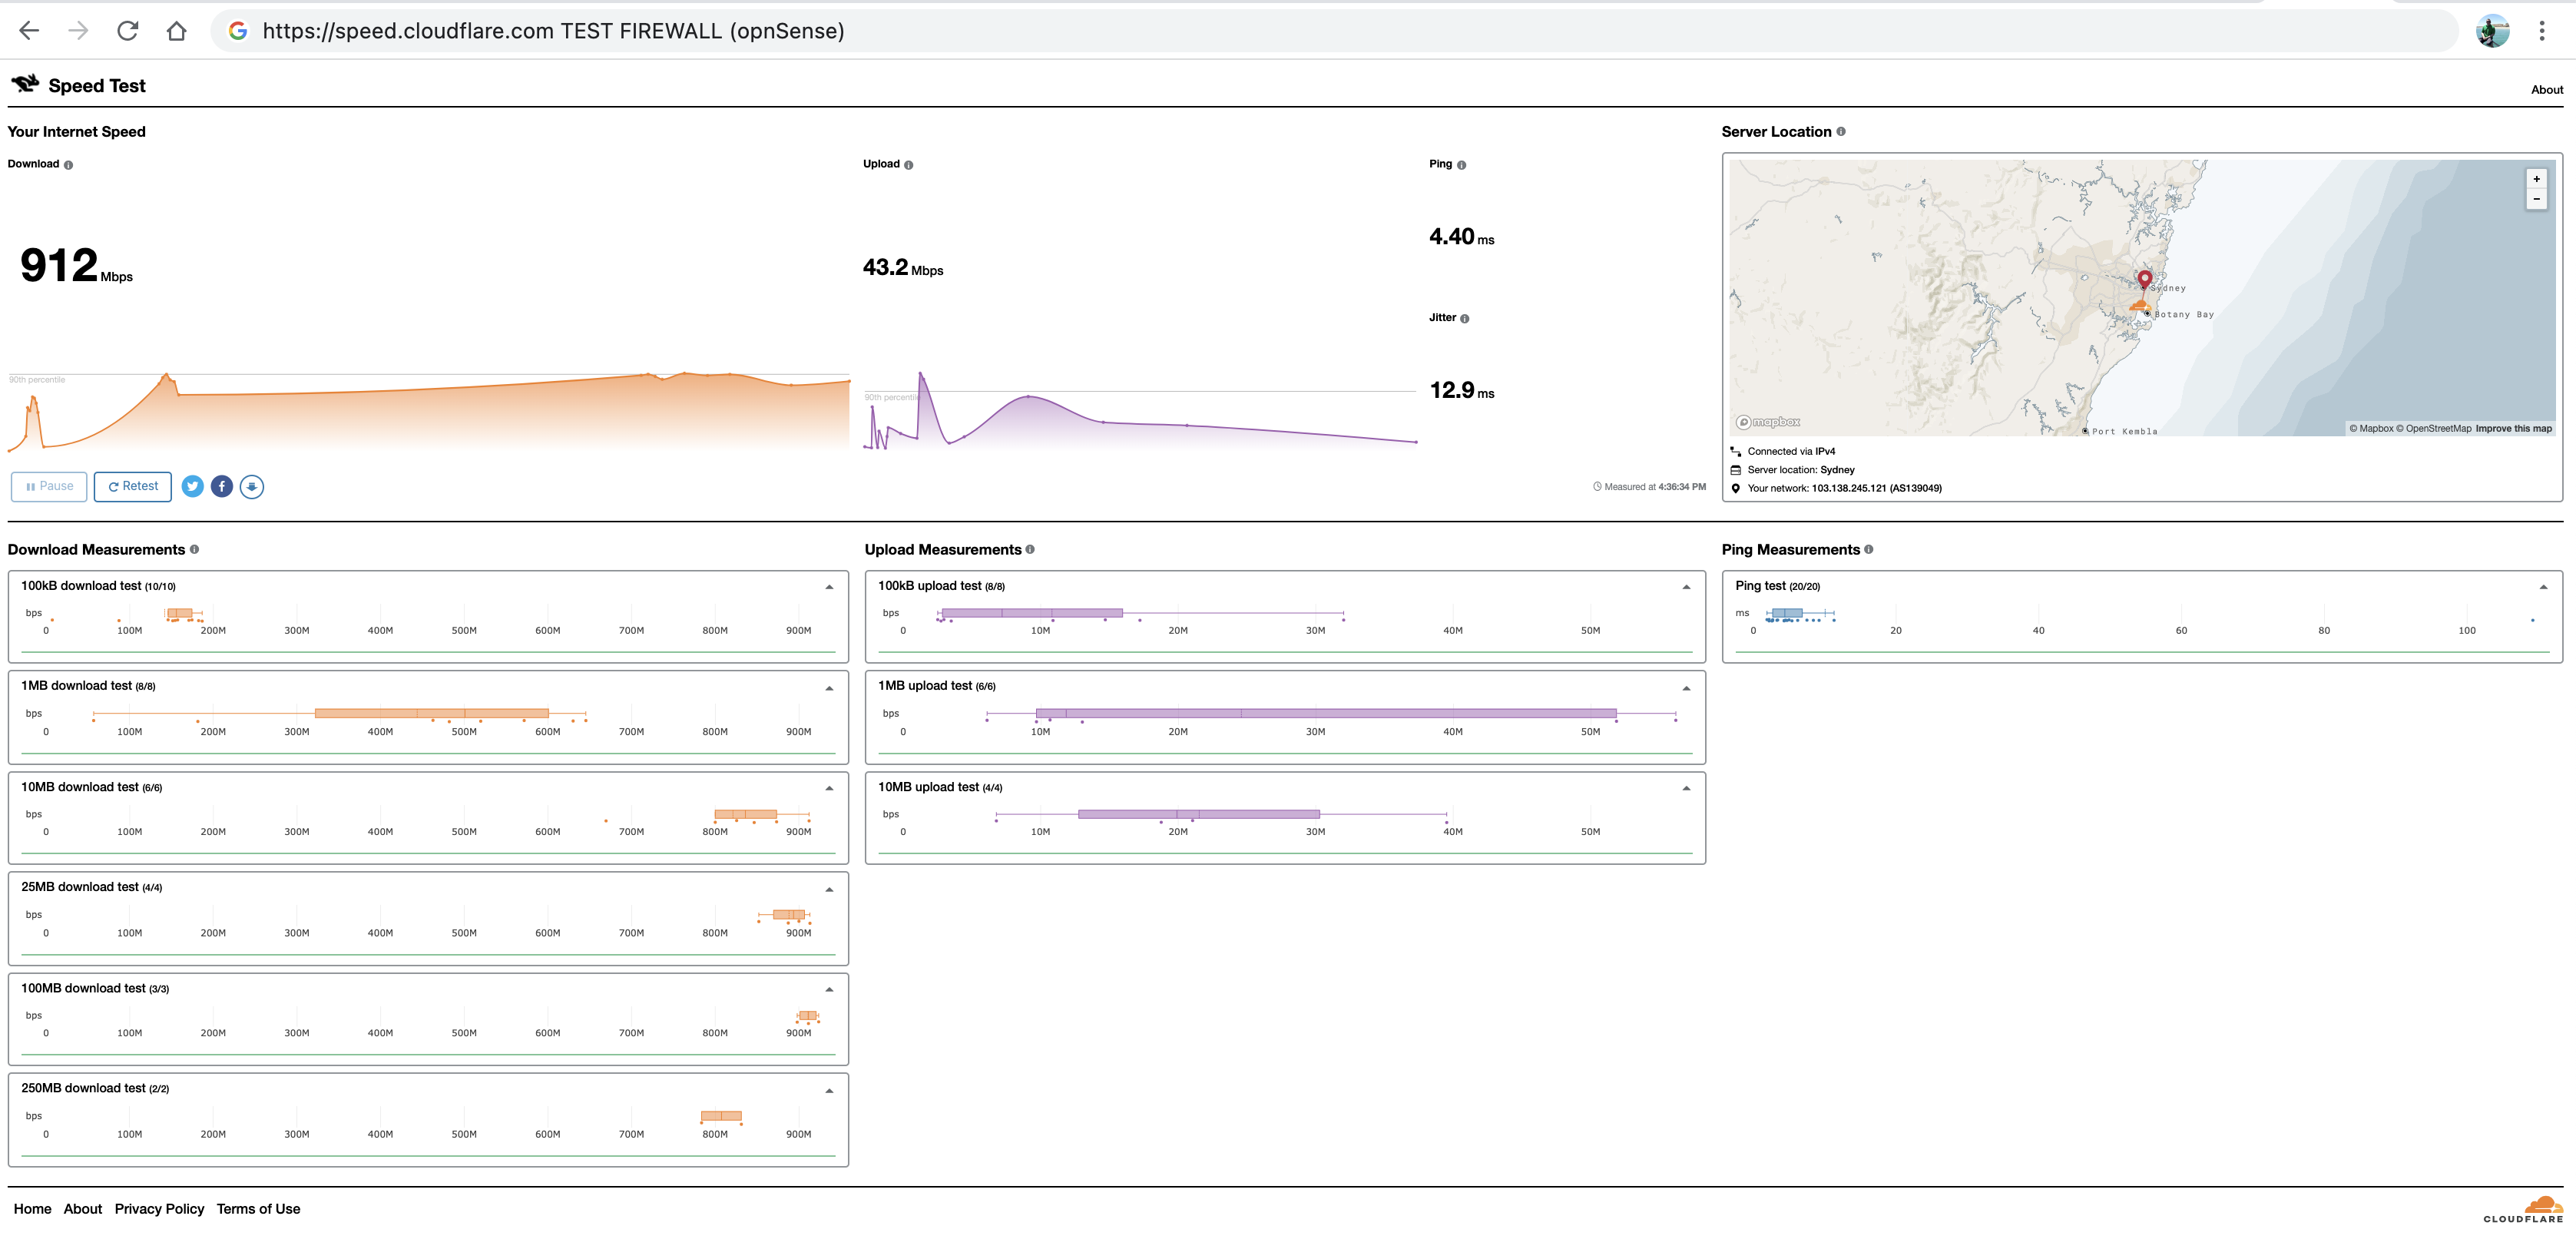 https://speed.cloudflare.com TEST FIREWALL (opnSense)
Speed Test
About
Your Internet Speed
Download
912 Mbps
90th percentile
Upload
43.2 Mbps
90th percentile
Ping
4.40 ms
Jitter
12.9 ms
Pause
Retest
Measured at 4:36:34 PM
Server Location
+
−
Sydney
Botany Bay
Port Kembla
mapbox
© Mapbox © OpenStreetMap Improve this map
Connected via IPv4
Server location: Sydney
Your network: 103.138.245.121 (AS139049)
Download Measurements
100kB download test (10/10)
bps
0 100M 200M 300M 400M 500M 600M 700M 800M 900M
1MB download test (8/8)
bps
0 100M 200M 300M 400M 500M 600M 700M 800M 900M
10MB download test (6/6)
bps
0 100M 200M 300M 400M 500M 600M 700M 800M 900M
25MB download test (4/4)
bps
0 100M 200M 300M 400M 500M 600M 700M 800M 900M
100MB download test (3/3)
bps
0 100M 200M 300M 400M 500M 600M 700M 800M 900M
250MB download test (2/2)
bps
0 100M 200M 300M 400M 500M 600M 700M 800M 900M
Upload Measurements
100kB upload test (8/8)
bps
0 10M 20M 30M 40M 50M
1MB upload test (6/6)
bps
0 10M 20M 30M 40M 50M
10MB upload test (4/4)
bps
0 10M 20M 30M 40M 50M
Ping Measurements
Ping test (20/20)
ms
0 20 40 60 80 100
Home About Privacy Policy Terms of Use
CLOUDFLARE